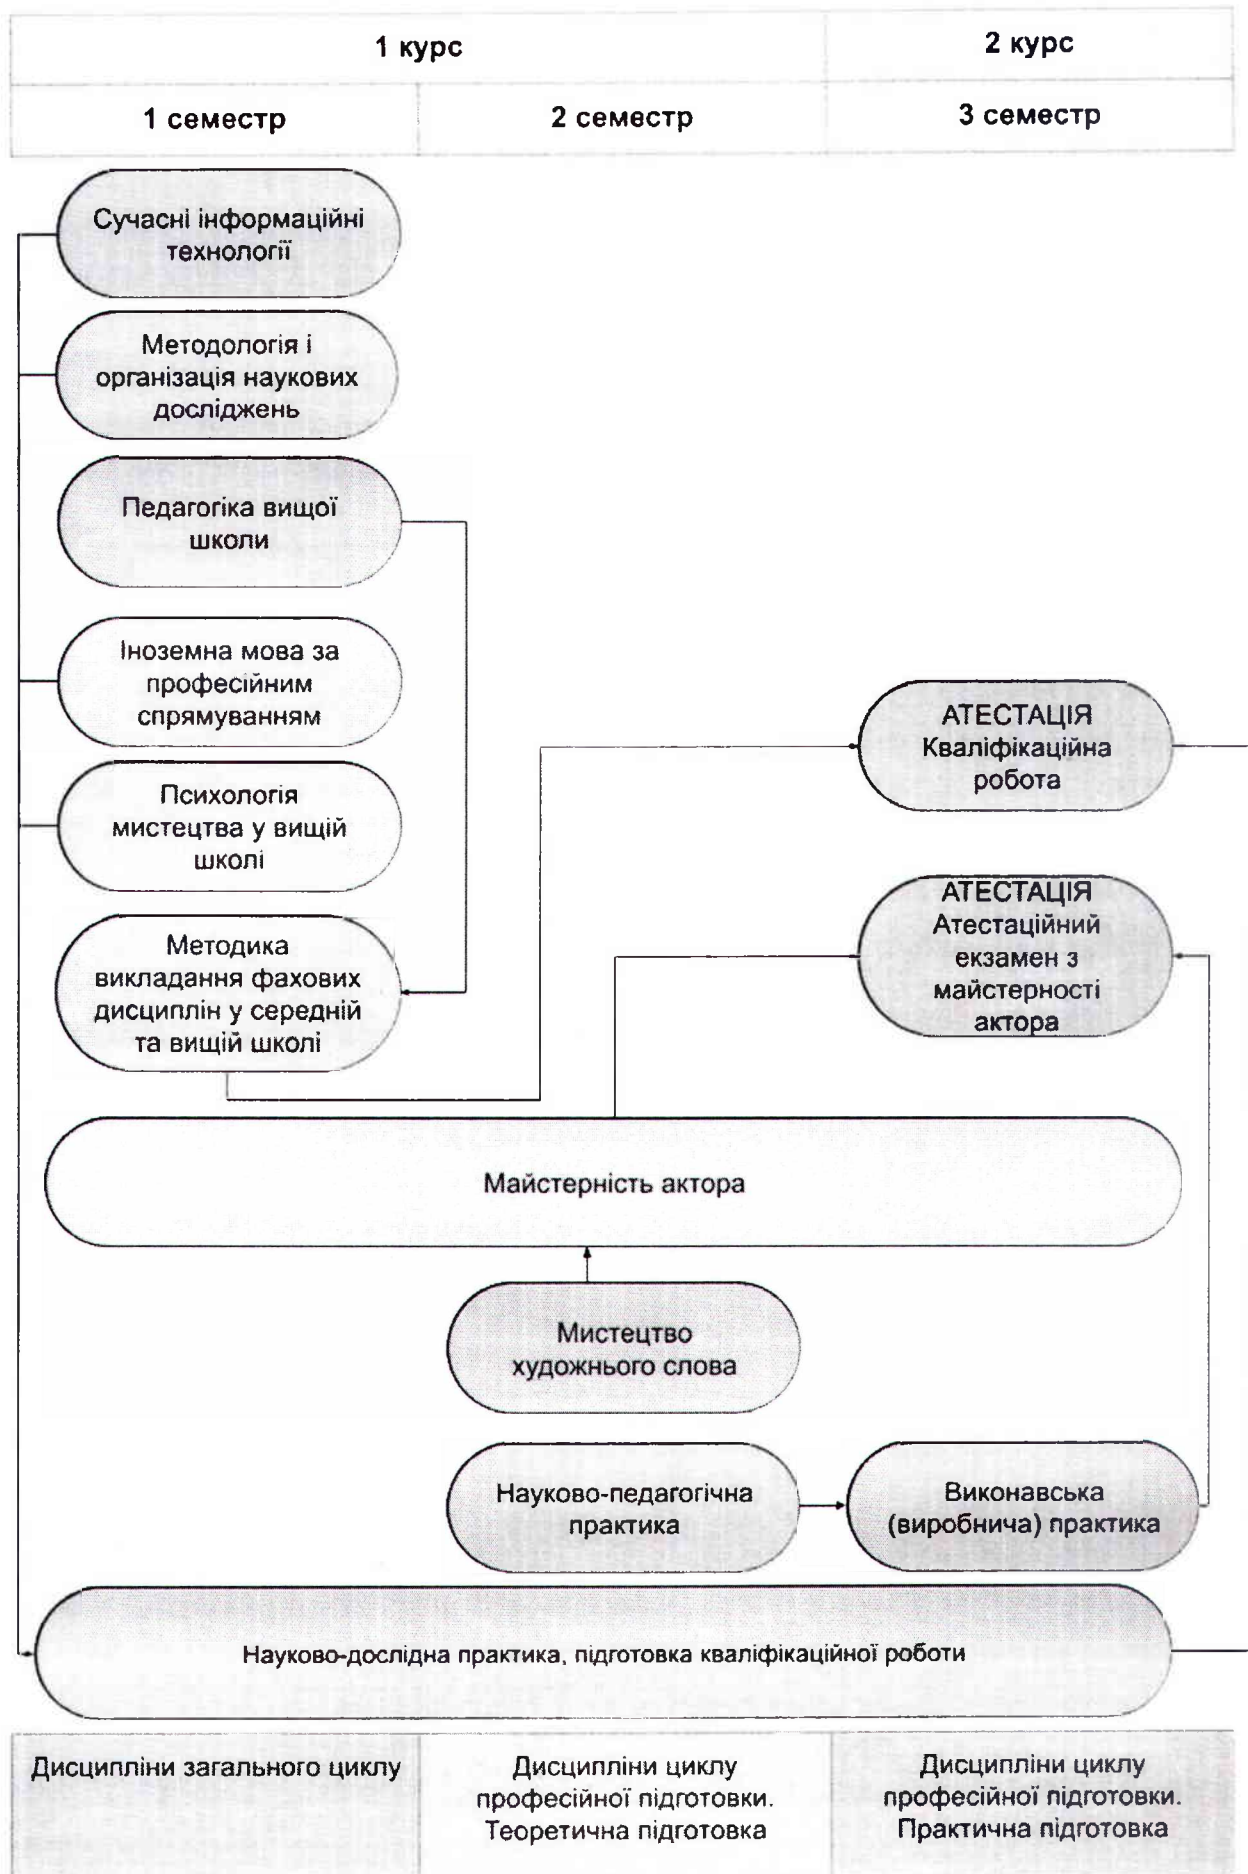 1 курс
2 курс
1 семестр
2 семестр
3 семестр
Сучасні інформаційні
технології
Методологія і
організація наукових
досліджень
Педагогіка вищої
школи
Іноземна мова за
професійним
спрямуванням
АТЕСТАЦІЯ
Кваліфікаційна
робота
Психологія
мистецтва у вищій
школі
АТЕСТАЦІЯ
Атестаційний
екзамен з
майстерності
актора
Методика
викладання фахових
дисциплін у середній
та вищій школі
Майстерність актора
Мистецтво
художнього слова
Науково-педагогічна
практика
Виконавська
(виробнича) практика
Науково-дослідна практика, підготовка кваліфікаційної роботи
Дисципліни загального циклу
Дисципліни циклу
професійної підготовки.
Теоретична підготовка
Дисципліни циклу
професійної підготовки.
Практична підготовка